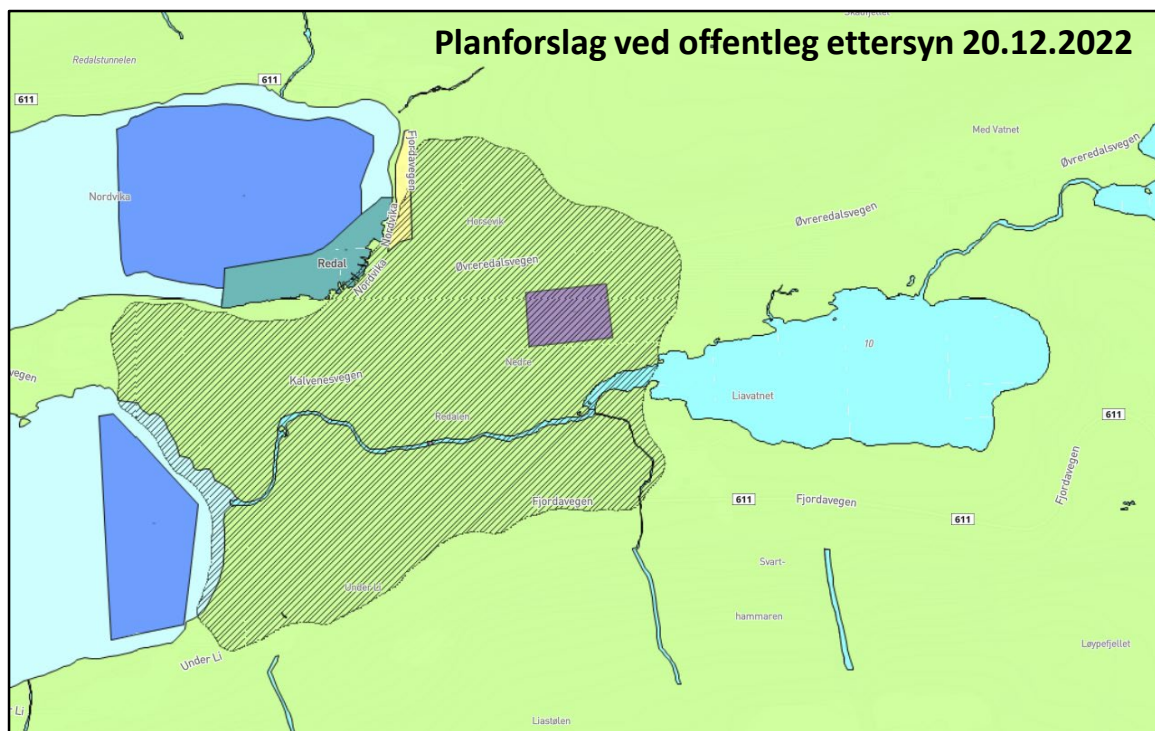 Planforslag ved offentleg ettersyn 20.12.2022
Redalstunnelen
611
611
Med Vatnet
Øvreredalsvegen
Fjordavegen
Nordvika
Nordvika
Horsevik
Øvreredalsvegen
Redal
Nordvika
Øvreredalsvegen
10
Nedre
Kalvenesvegen
Liavatnet
Redalen
611
Fjordavegen
Fjordavegen
611
Fjordavegen
611
Svart-
Under Li
hammaren
Løypefjellet
Under Li
Liastølen